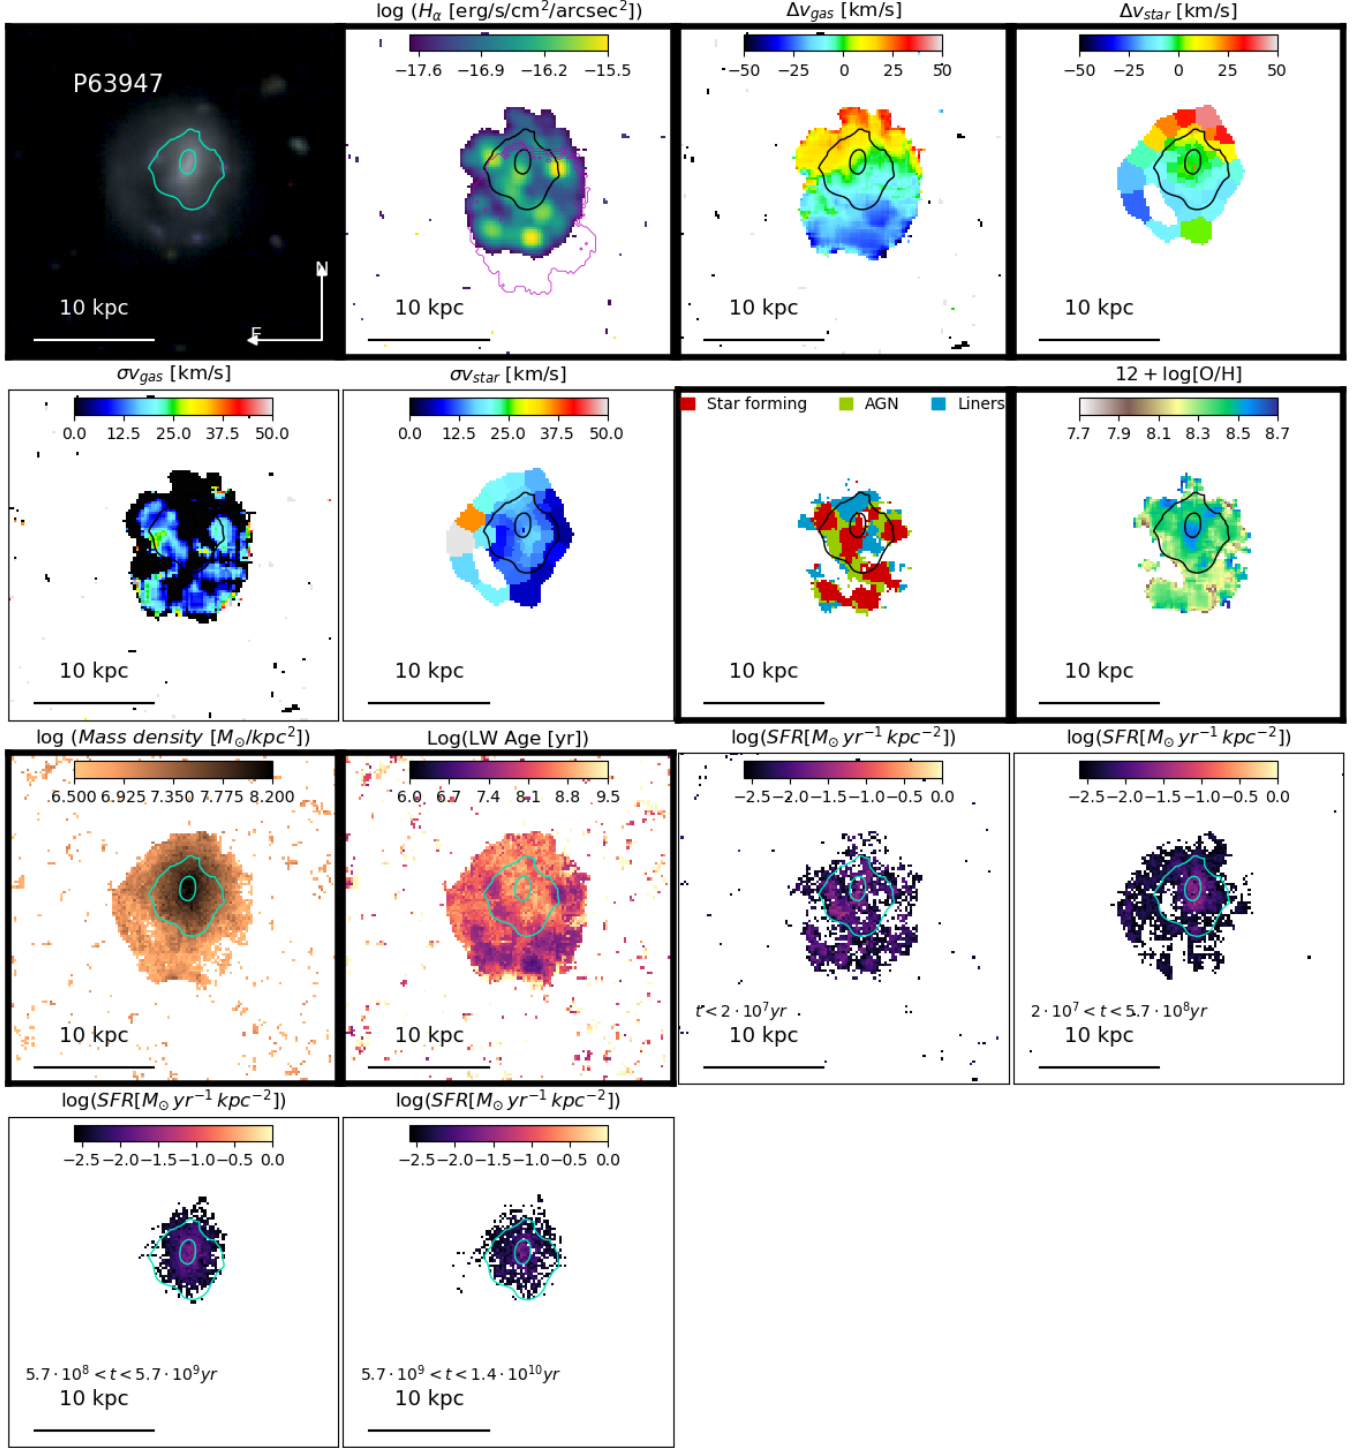 log (Hα [erg/s/cm²/arcsec²])
Δv_gas [km/s]
Δv_star [km/s]
P63947
−17.6 −16.9 −16.2 −15.5
−50 −25 0 25 50
−50 −25 0 25 50
N
E
10 kpc
10 kpc
10 kpc
10 kpc
σv_gas [km/s]
σv_star [km/s]
12 + log[O/H]
0.0 12.5 25.0 37.5 50.0
0.0 12.5 25.0 37.5 50.0
Star forming AGN Liners
7.7 7.9 8.1 8.3 8.5 8.7
10 kpc
10 kpc
10 kpc
10 kpc
log (Mass density [M⊙/kpc²])
Log(LW Age [yr])
log(SFR[M⊙ yr⁻¹ kpc⁻²])
log(SFR[M⊙ yr⁻¹ kpc⁻²])
6.500 6.925 7.350 7.775 8.200
6.0 6.7 7.4 8.1 8.8 9.5
−2.5 −2.0 −1.5 −1.0 −0.5 0.0
−2.5 −2.0 −1.5 −1.0 −0.5 0.0
t < 2 · 10⁷yr
2 · 10⁷ < t < 5.7 · 10⁸yr
10 kpc
10 kpc
10 kpc
10 kpc
log(SFR[M⊙ yr⁻¹ kpc⁻²])
log(SFR[M⊙ yr⁻¹ kpc⁻²])
−2.5 −2.0 −1.5 −1.0 −0.5 0.0
−2.5 −2.0 −1.5 −1.0 −0.5 0.0
5.7 · 10⁸ < t < 5.7 · 10⁹yr
5.7 · 10⁹ < t < 1.4 · 10¹⁰yr
10 kpc
10 kpc